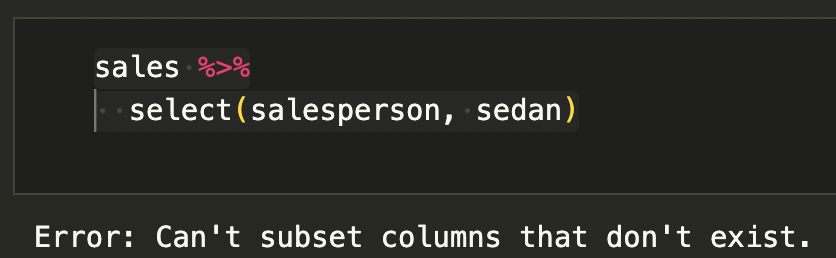 sales %>%
  select(salesperson, sedan)
Error: Can't subset columns that don't exist.